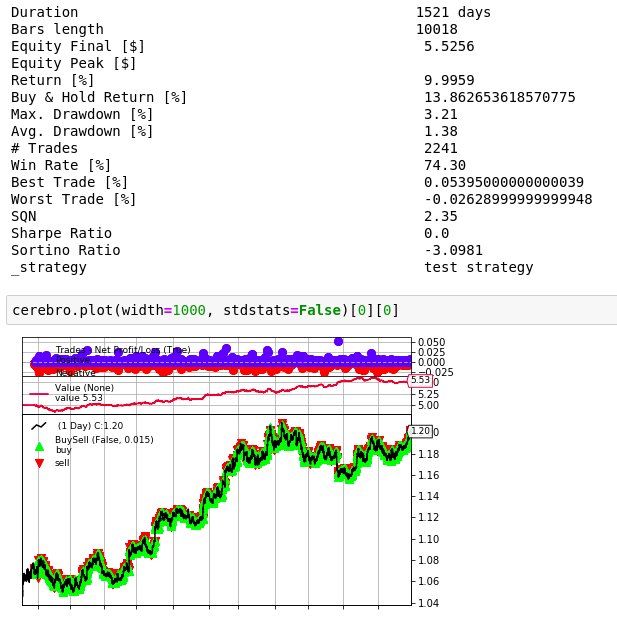 Duration 1521 days
Bars length 10018
Equity Final [$] 5.5256
Equity Peak [$]
Return [%] 9.9959
Buy & Hold Return [%] 13.862653618570775
Max. Drawdown [%] 3.21
Avg. Drawdown [%] 1.38
# Trades 2241
Win Rate [%] 74.30
Best Trade [%] 0.05395000000000039
Worst Trade [%] -0.02628999999999948
SQN 2.35
Sharpe Ratio 0.0
Sortino Ratio -3.0981
_strategy test strategy
cerebro.plot(width=1000, stdstats=False)[0][0]
Trades - Net Profit/Loss (True)
Positive
Negative
0.050
0.025
0.000
−0.025
Value (None)
value 5.53
5.53
5.25
5.00
(1 Day) C:1.20
BuySell (False, 0.015)
buy
sell
1.20
1.18
1.16
1.14
1.12
1.10
1.08
1.06
1.04